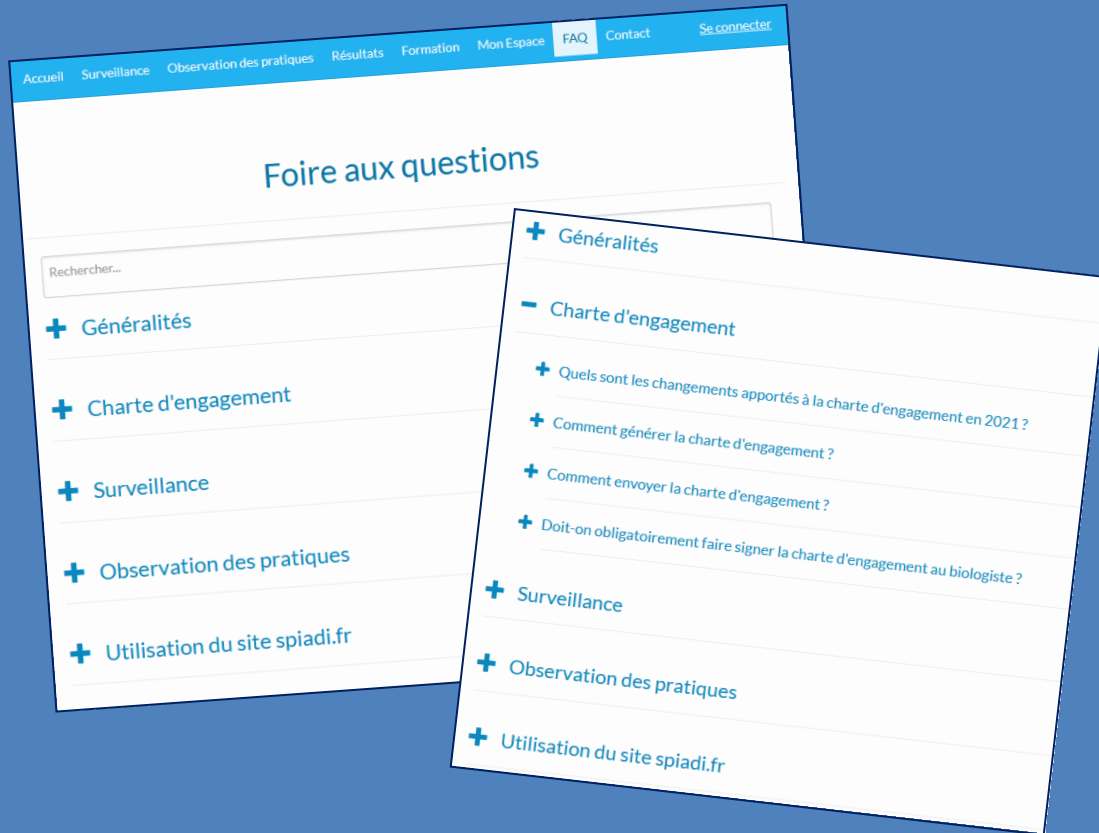 Accueil Surveillance Observation des pratiques Résultats Formation Mon Espace FAQ Contact Se connecter
Foire aux questions
Rechercher...
Généralités
Charte d'engagement
Surveillance
Observation des pratiques
Utilisation du site spiadi.fr
Généralités
Charte d'engagement
Quels sont les changements apportés à la charte d'engagement en 2021 ?
Comment générer la charte d'engagement ?
Comment envoyer la charte d'engagement ?
Doit-on obligatoirement faire signer la charte d'engagement au biologiste ?
Surveillance
Observation des pratiques
Utilisation du site spiadi.fr